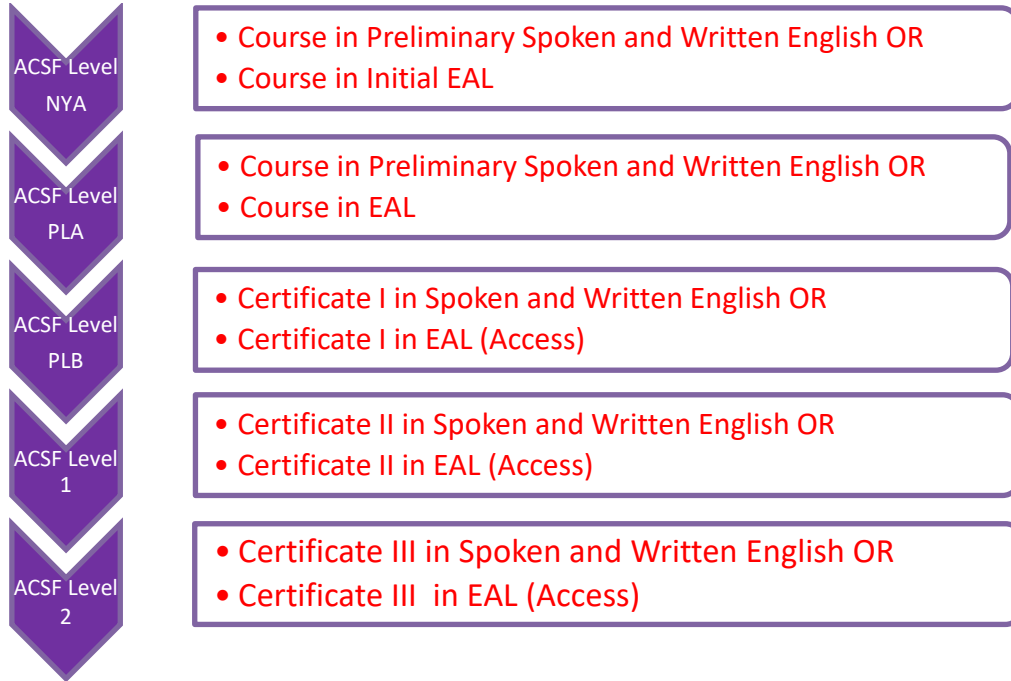 ACSF Level
NYA
• Course in Preliminary Spoken and Written English OR
• Course in Initial EAL
ACSF Level
PLA
• Course in Preliminary Spoken and Written English OR
• Course in EAL
ACSF Level
PLB
• Certificate I in Spoken and Written English OR
• Certificate I in EAL (Access)
ACSF Level
1
• Certificate II in Spoken and Written English OR
• Certificate II in EAL (Access)
ACSF Level
2
• Certificate III in Spoken and Written English OR
• Certificate III  in EAL (Access)